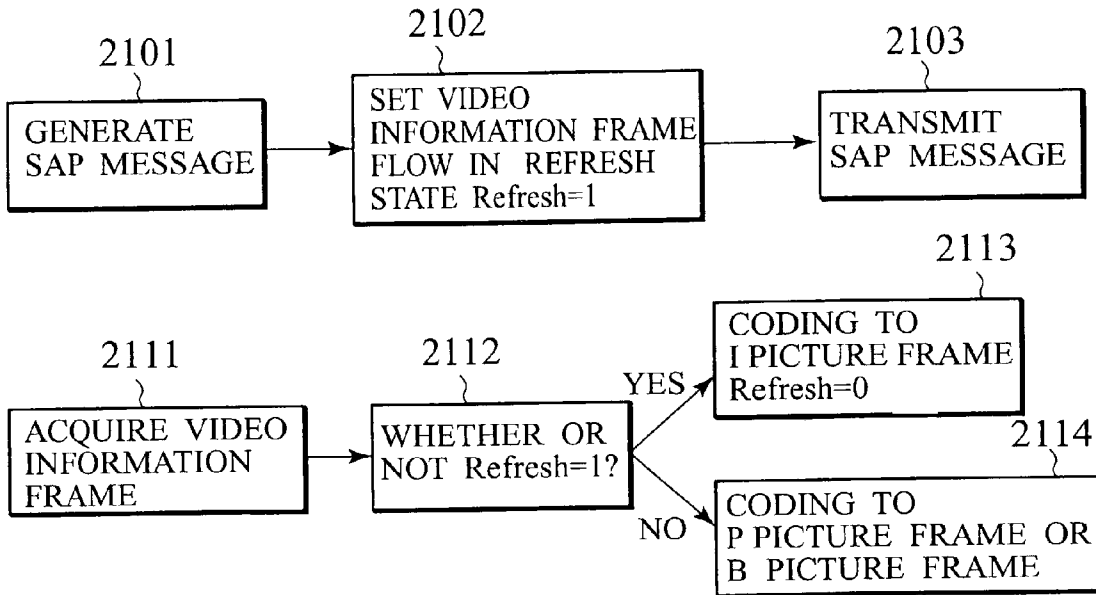 2101
2102
2103
GENERATE
SAP MESSAGE
SET VIDEO
INFORMATION FRAME
FLOW IN REFRESH
STATE Refresh=1
TRANSMIT
SAP MESSAGE
2111
2112
2113
2114
ACQUIRE VIDEO
INFORMATION
FRAME
WHETHER OR
NOT Refresh=1?
YES
NO
CODING TO
I PICTURE FRAME
Refresh=0
CODING TO
P PICTURE FRAME OR
B PICTURE FRAME